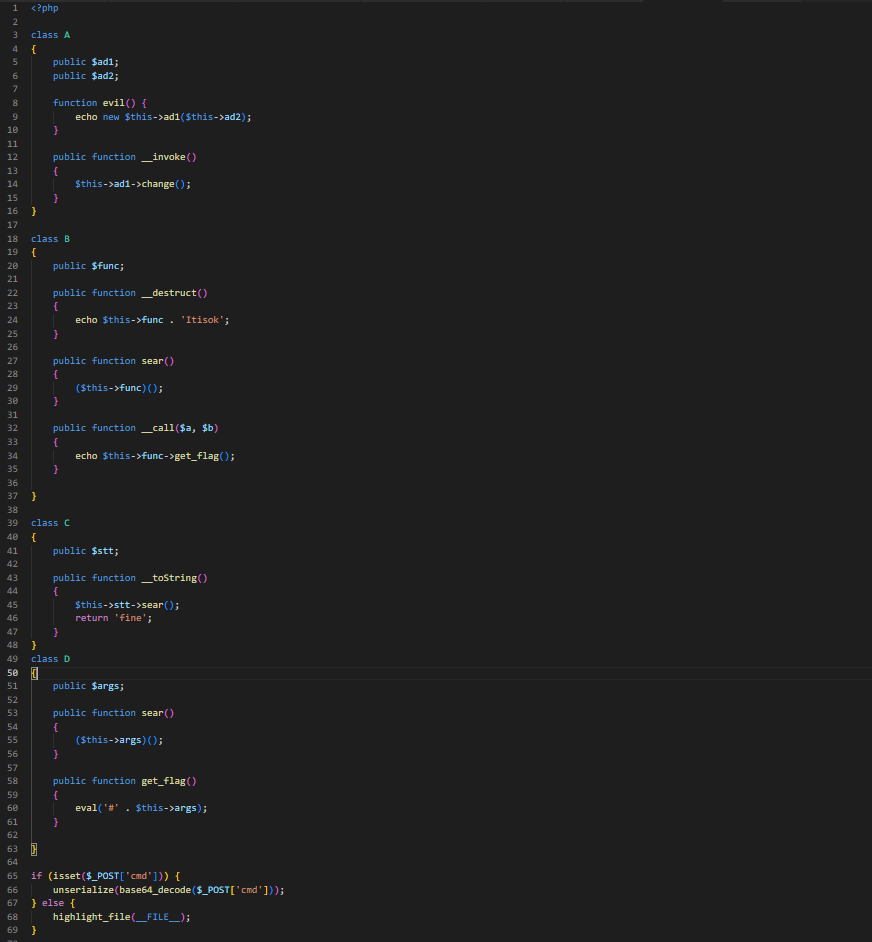 1 <?php
2
3 class A
4 {
5     public $ad1;
6     public $ad2;
7
8     function evil() {
9         echo new $this->ad1($this->ad2);
10     }
11
12     public function __invoke()
13     {
14         $this->ad1->change();
15     }
16 }
17
18 class B
19 {
20     public $func;
21
22     public function __destruct()
23     {
24         echo $this->func . 'Itisok';
25     }
26
27     public function sear()
28     {
29         ($this->func)();
30     }
31
32     public function __call($a, $b)
33     {
34         echo $this->func->get_flag();
35     }
36
37 }
38
39 class C
40 {
41     public $stt;
42
43     public function __toString()
44     {
45         $this->stt->sear();
46         return 'fine';
47     }
48 }
49 class D
50 {
51     public $args;
52
53     public function sear()
54     {
55         ($this->args)();
56     }
57
58     public function get_flag()
59     {
60         eval('#' . $this->args);
61     }
62
63 }
64
65 if (isset($_POST['cmd'])) {
66     unserialize(base64_decode($_POST['cmd']));
67 } else {
68     highlight_file(__FILE__);
69 }